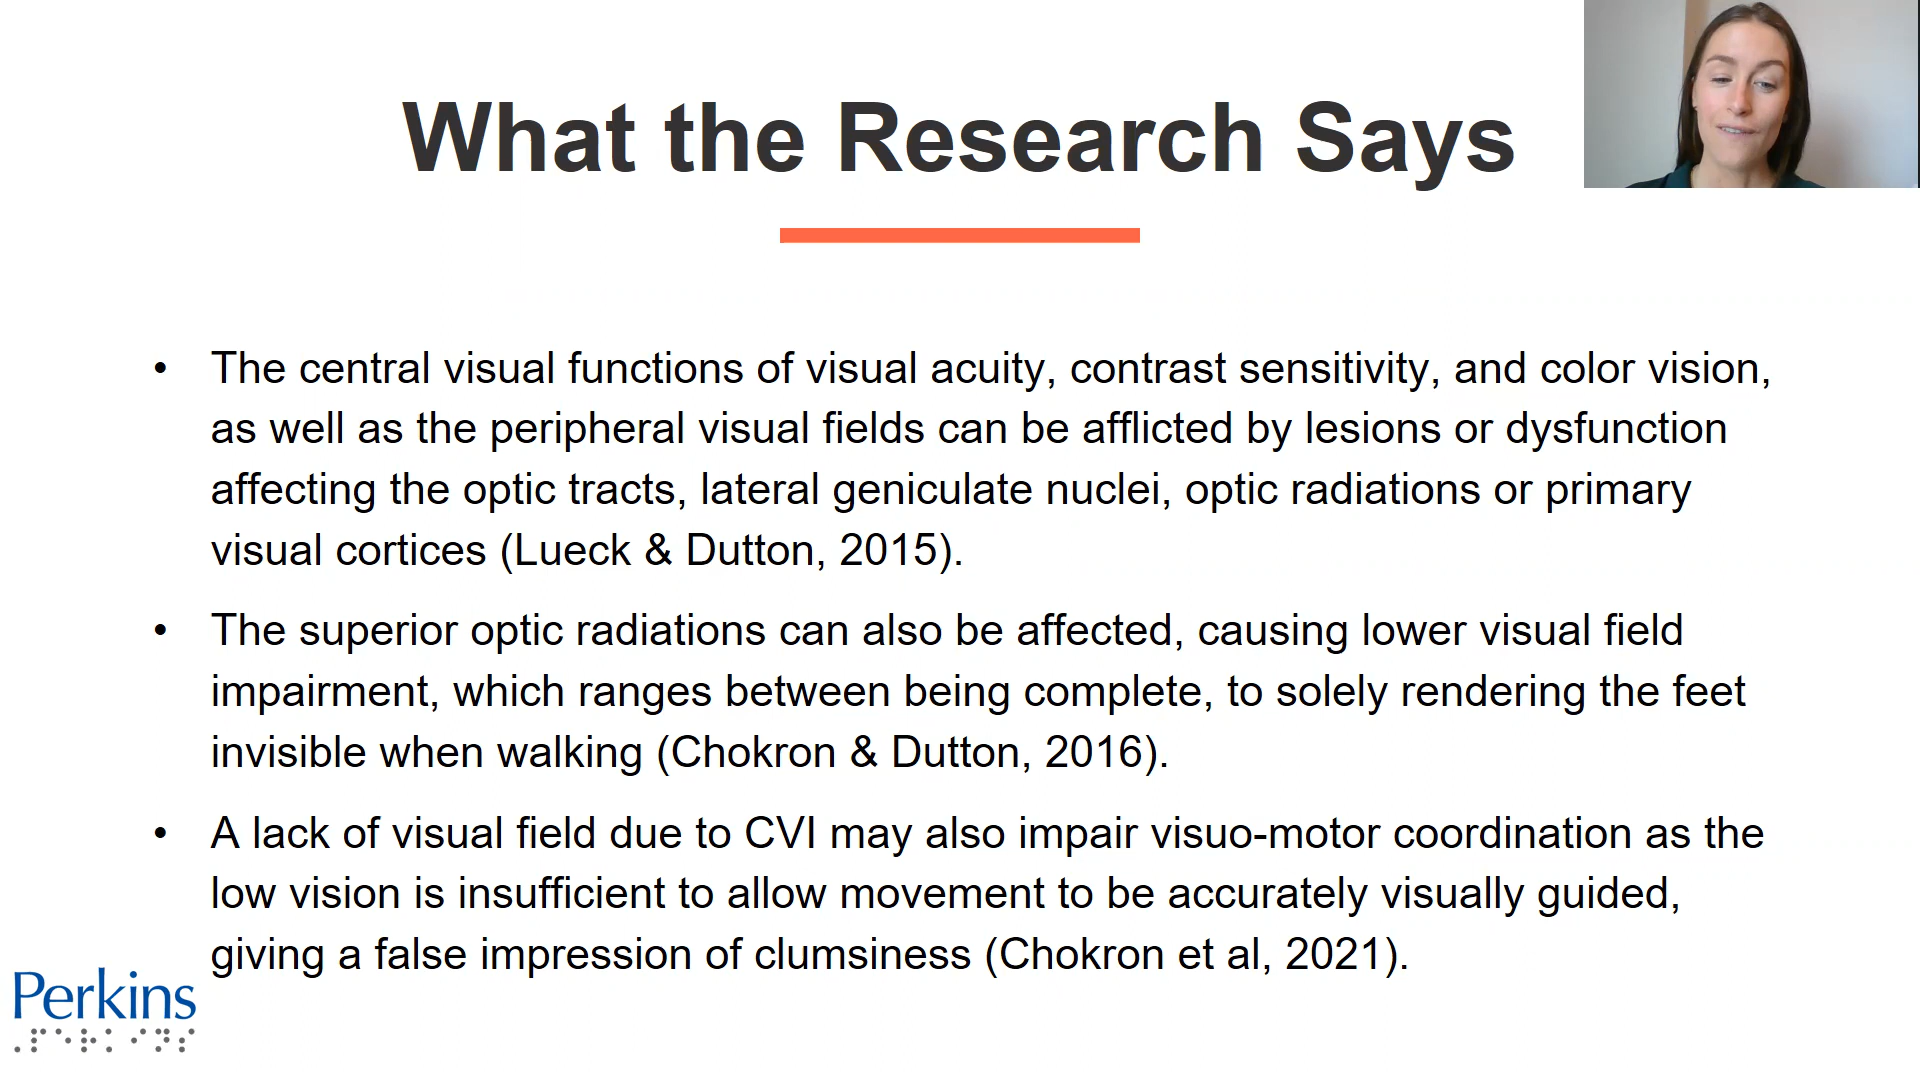 What the Research Says
• The central visual functions of visual acuity, contrast sensitivity, and color vision,
as well as the peripheral visual fields can be afflicted by lesions or dysfunction
affecting the optic tracts, lateral geniculate nuclei, optic radiations or primary
visual cortices (Lueck & Dutton, 2015).
• The superior optic radiations can also be affected, causing lower visual field
impairment, which ranges between being complete, to solely rendering the feet
invisible when walking (Chokron & Dutton, 2016).
• A lack of visual field due to CVI may also impair visuo-motor coordination as the
low vision is insufficient to allow movement to be accurately visually guided,
giving a false impression of clumsiness (Chokron et al, 2021).
Perkins
⠠⠏⠑⠗⠅⠊⠝⠎